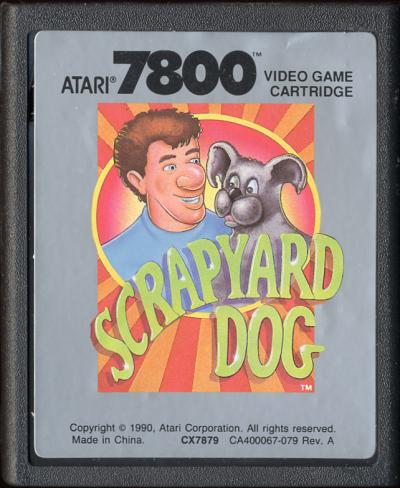 ATARI® 7800™ VIDEO GAME
CARTRIDGE
SCRAPYARD
DOG
TM
Copyright © 1990, Atari Corporation. All rights reserved.
Made in China. CX7879 CA400067-079 Rev. A